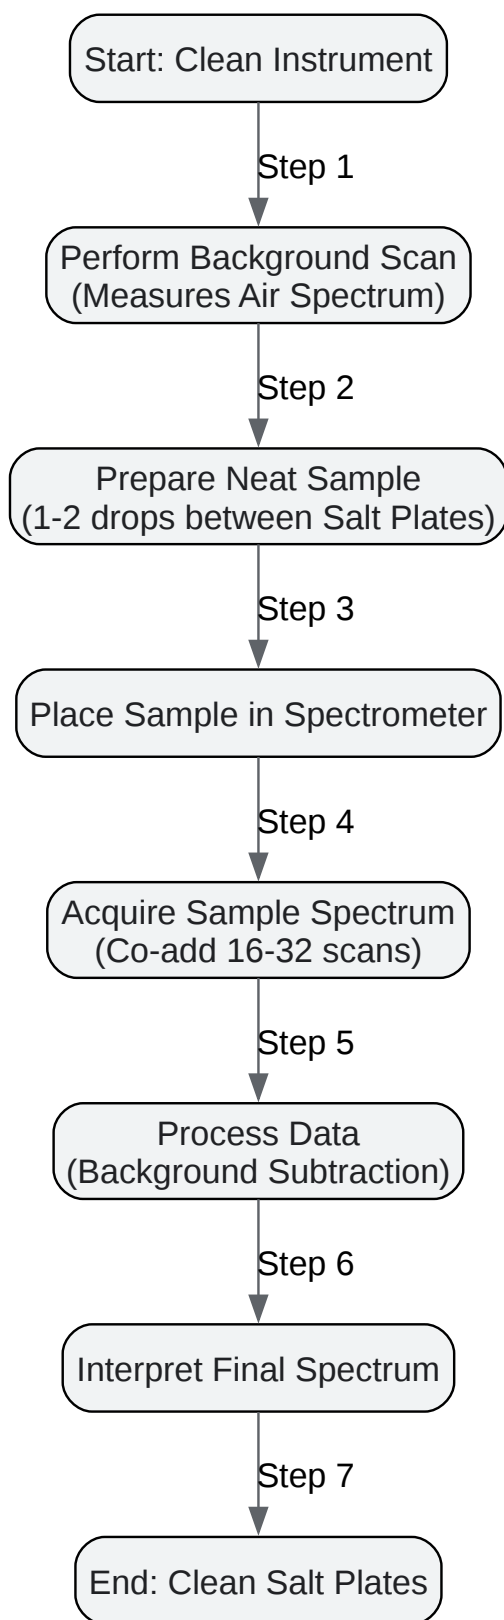 Start: Clean Instrument
Step 1
Perform Background Scan
(Measures Air Spectrum)
Step 2
Prepare Neat Sample
(1-2 drops between Salt Plates)
Step 3
Place Sample in Spectrometer
Step 4
Acquire Sample Spectrum
(Co-add 16-32 scans)
Step 5
Process Data
(Background Subtraction)
Step 6
Interpret Final Spectrum
Step 7
End: Clean Salt Plates